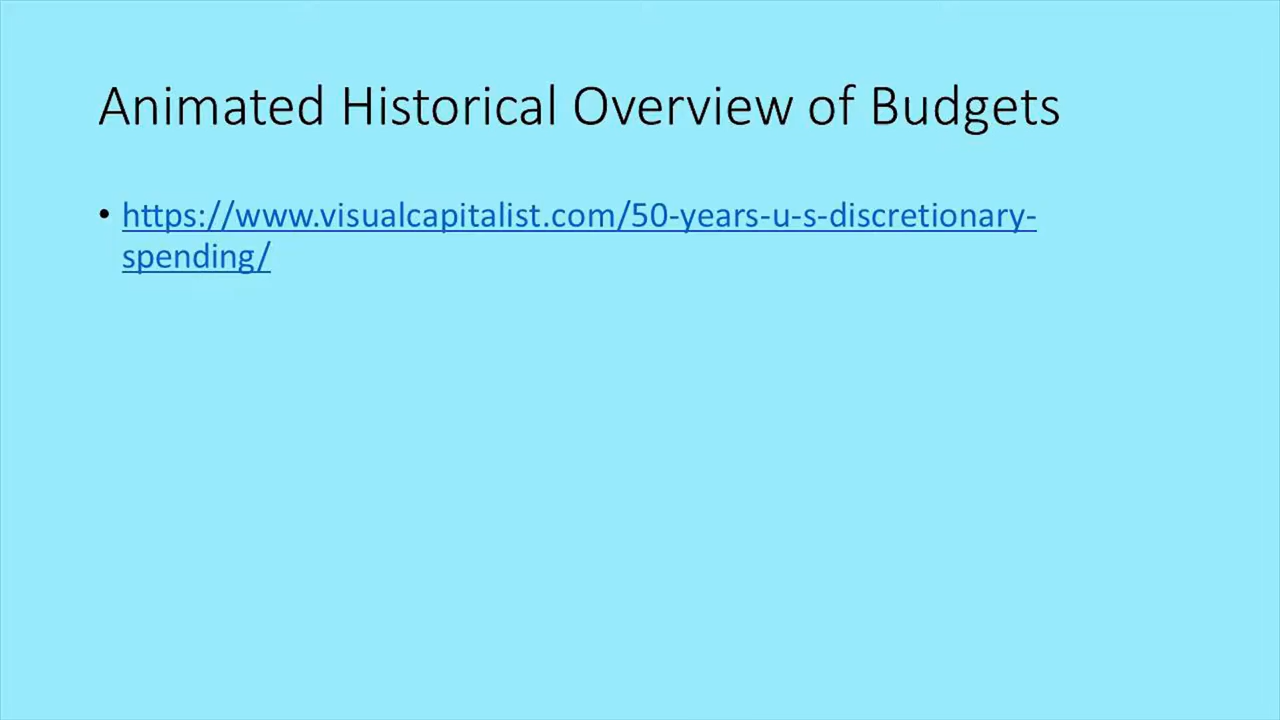 Animated Historical Overview of Budgets
• https://www.visualcapitalist.com/50-years-u-s-discretionary-
spending/